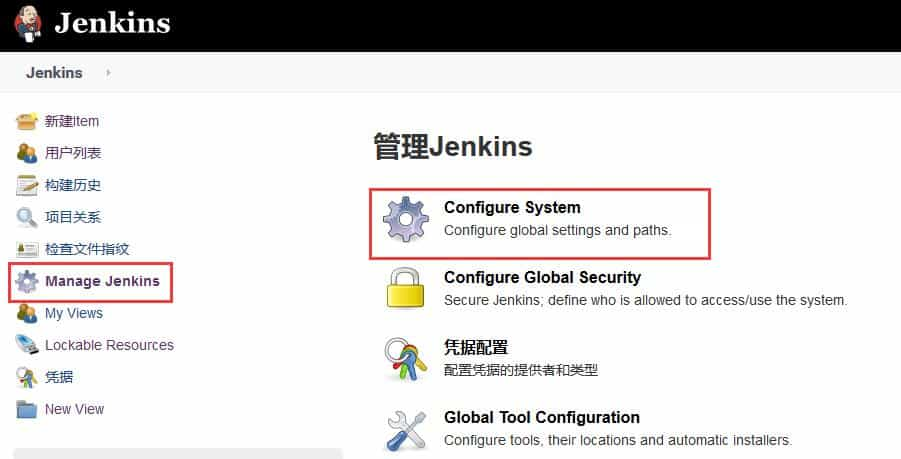 Jenkins
Jenkins
新建Item
用户列表
构建历史
项目关系
检查文件指纹
Manage Jenkins
My Views
Lockable Resources
凭据
New View
管理Jenkins
Configure System
Configure global settings and paths.
Configure Global Security
Secure Jenkins; define who is allowed to access/use the system.
凭据配置
配置凭据的提供者和类型
Global Tool Configuration
Configure tools, their locations and automatic installers.